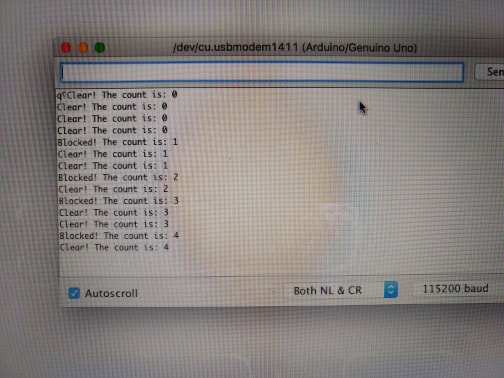 /dev/cu.usbmodem1411 (Arduino/Genuino Uno)
Sen
Clear! The count is: 0
Clear! The count is: 0
Clear! The count is: 0
Clear! The count is: 0
Blocked! The count is: 1
Clear! The count is: 1
Clear! The count is: 1
Blocked! The count is: 2
Clear! The count is: 2
Blocked! The count is: 3
Clear! The count is: 3
Clear! The count is: 3
Blocked! The count is: 4
Clear! The count is: 4
Autoscroll
Both NL & CR
115200 baud